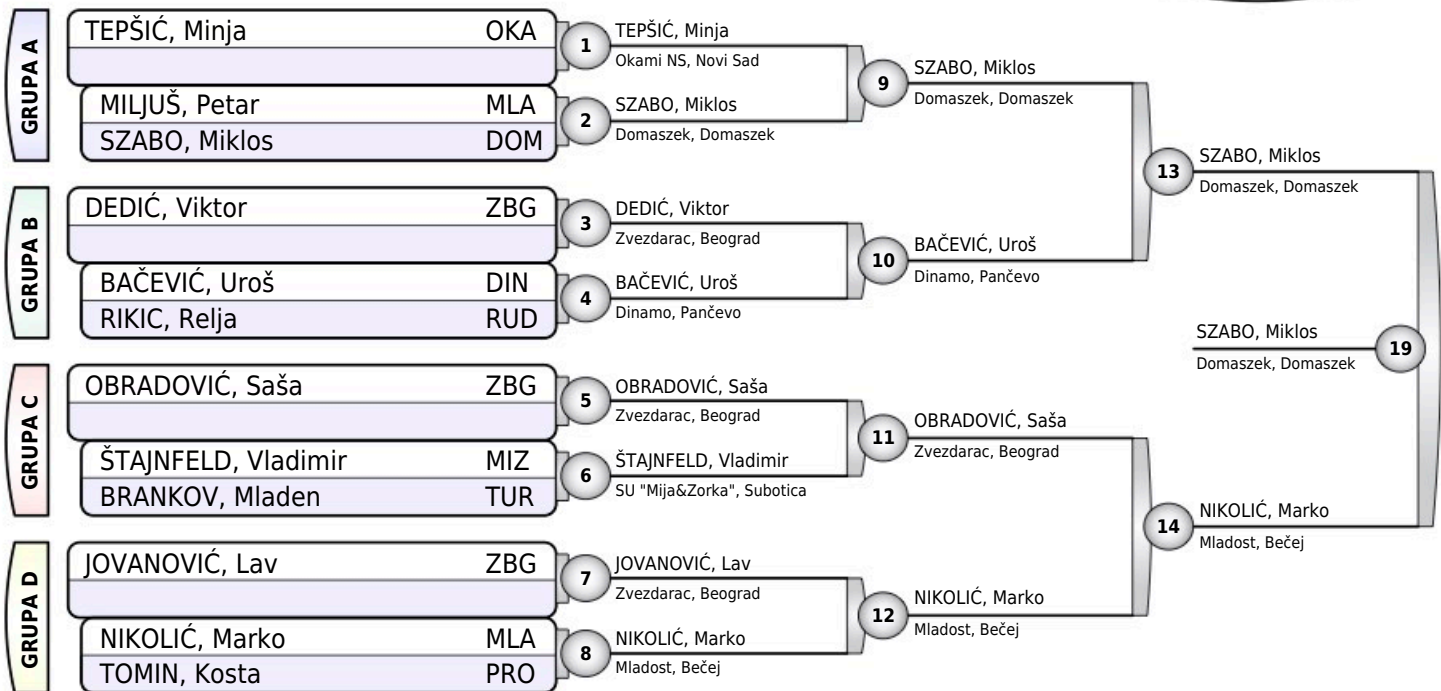 GRUPA A
TEPŠIĆ, Minja OKA
MILJUŠ, Petar MLA
SZABO, Miklos DOM
GRUPA B
DEDIĆ, Viktor ZBG
BAČEVIĆ, Uroš DIN
RIKIC, Relja RUD
GRUPA C
OBRADOVIĆ, Saša ZBG
ŠTAJNFELD, Vladimir MIZ
BRANKOV, Mladen TUR
GRUPA D
JOVANOVIĆ, Lav ZBG
NIKOLIĆ, Marko MLA
TOMIN, Kosta PRO
1
TEPŠIĆ, Minja
Okami NS, Novi Sad
2
SZABO, Miklos
Domaszek, Domaszek
3
DEDIĆ, Viktor
Zvezdarac, Beograd
4
BAČEVIĆ, Uroš
Dinamo, Pančevo
5
OBRADOVIĆ, Saša
Zvezdarac, Beograd
6
ŠTAJNFELD, Vladimir
SU "Mija&Zorka", Subotica
7
JOVANOVIĆ, Lav
Zvezdarac, Beograd
8
NIKOLIĆ, Marko
Mladost, Bečej
9
SZABO, Miklos
Domaszek, Domaszek
10
BAČEVIĆ, Uroš
Dinamo, Pančevo
11
OBRADOVIĆ, Saša
Zvezdarac, Beograd
12
NIKOLIĆ, Marko
Mladost, Bečej
13
SZABO, Miklos
Domaszek, Domaszek
14
NIKOLIĆ, Marko
Mladost, Bečej
SZABO, Miklos
Domaszek, Domaszek
19